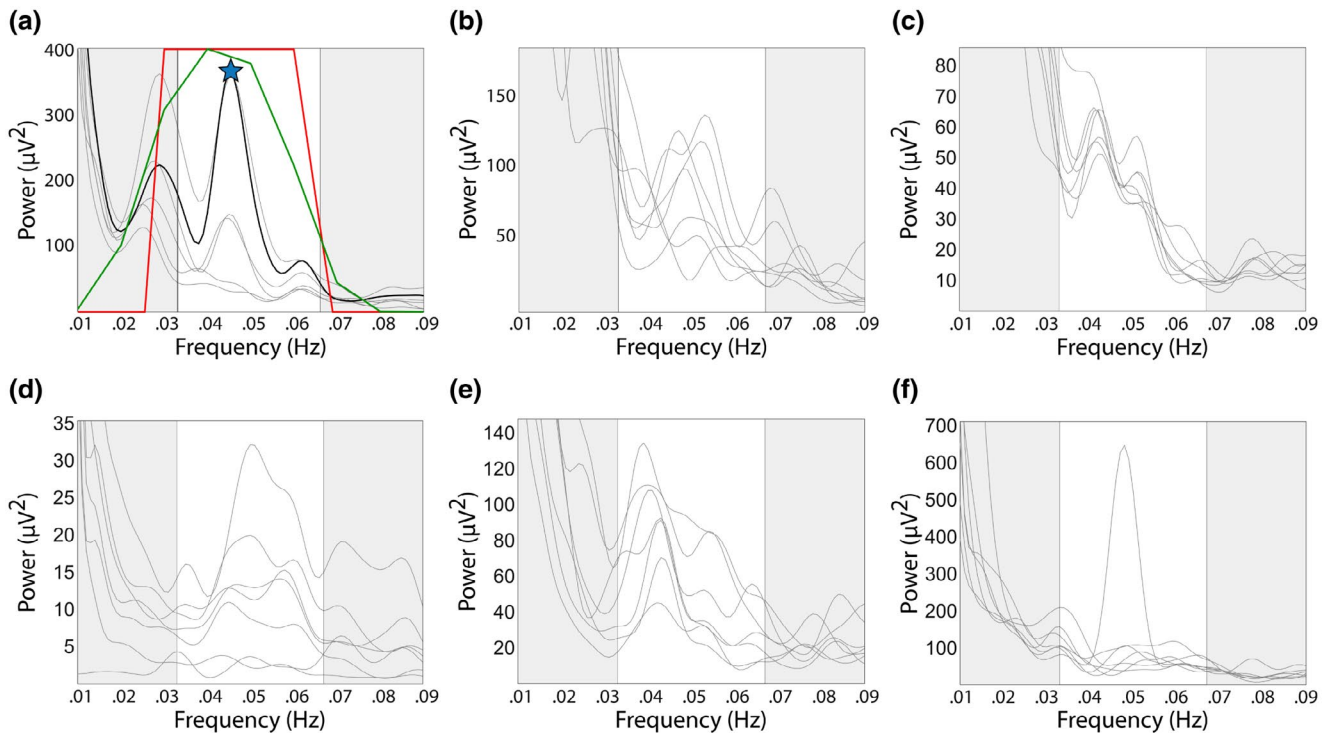 (a)
400
300
200
100
Power (µV²)
.01 .02 .03 .04 .05 .06 .07 .08 .09
Frequency (Hz)
(b)
150
100
50
Power (µV²)
.01 .02 .03 .04 .05 .06 .07 .08 .09
Frequency (Hz)
(c)
80
70
60
50
40
30
20
10
Power (µV²)
.01 .02 .03 .04 .05 .06 .07 .08 .09
Frequency (Hz)
(d)
35
30
25
20
15
10
5
Power (µV²)
.01 .02 .03 .04 .05 .06 .07 .08 .09
Frequency (Hz)
(e)
140
120
100
80
60
40
20
Power (µV²)
.01 .02 .03 .04 .05 .06 .07 .08 .09
Frequency (Hz)
(f)
700
600
500
400
300
200
100
Power (µV²)
.01 .02 .03 .04 .05 .06 .07 .08 .09
Frequency (Hz)